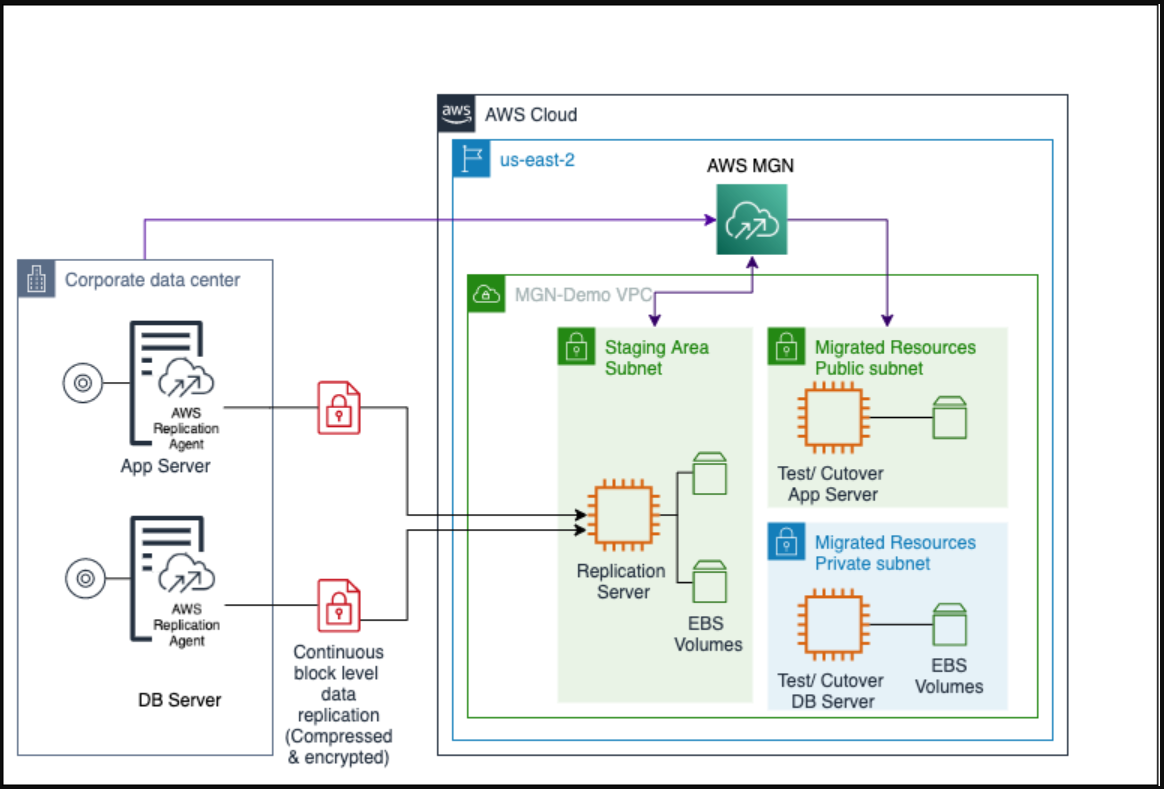 aws
AWS Cloud
us-east-2
AWS MGN
Corporate data center
MGN-Demo VPC
AWS
Replication
Agent
App Server
AWS
Replication
Agent
DB Server
Continuous
block level
data
replication
(Compressed
& encrypted)
Staging Area
Subnet
Replication
Server
EBS
Volumes
Migrated Resources
Public subnet
Test/ Cutover
App Server
Migrated Resources
Private subnet
Test/ Cutover
DB Server
EBS
Volumes